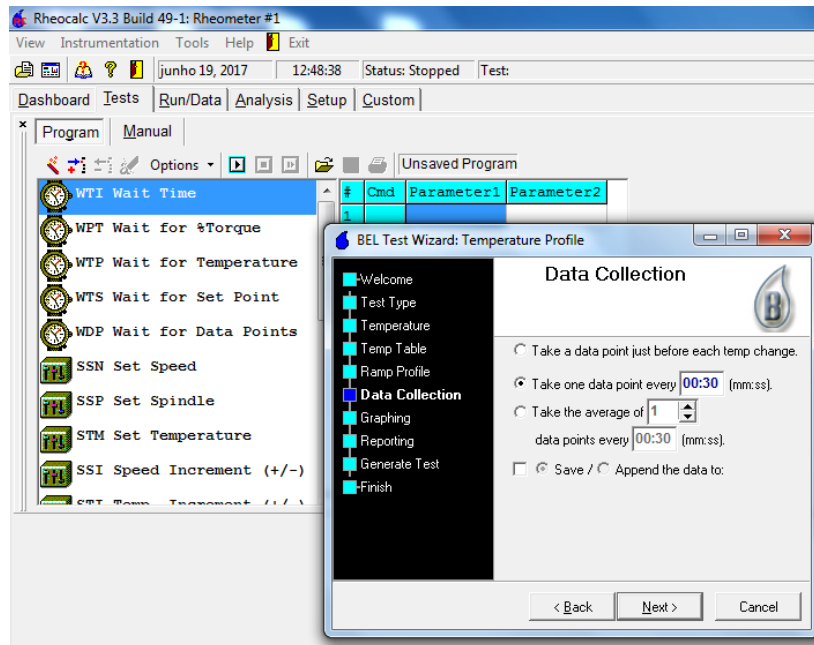 Rheocalc V3.3 Build 49-1: Rheometer #1
View Instrumentation Tools Help Exit
junho 19, 2017 12:48:38 Status: Stopped Test:
Dashboard Tests Run/Data Analysis Setup Custom
Program Manual
Options Unsaved Program
WTI Wait Time
WPT Wait for %Torque
WTP Wait for Temperature
WTS Wait for Set Point
WDP Wait for Data Points
SSN Set Speed
SSP Set Spindle
STM Set Temperature
SSI Speed Increment (+/-)
STI Temp. Increment (+/-)
# Cmd Parameter1 Parameter2
1
BEL Test Wizard: Temperature Profile
Welcome
Test Type
Temperature
Temp Table
Ramp Profile
Data Collection
Graphing
Reporting
Generate Test
Finish
Data Collection
B
Take a data point just before each temp change.
Take one data point every 00:30 (mm:ss).
Take the average of 1
data points every 00:30 (mm:ss).
Save / Append the data to:
< Back Next > Cancel